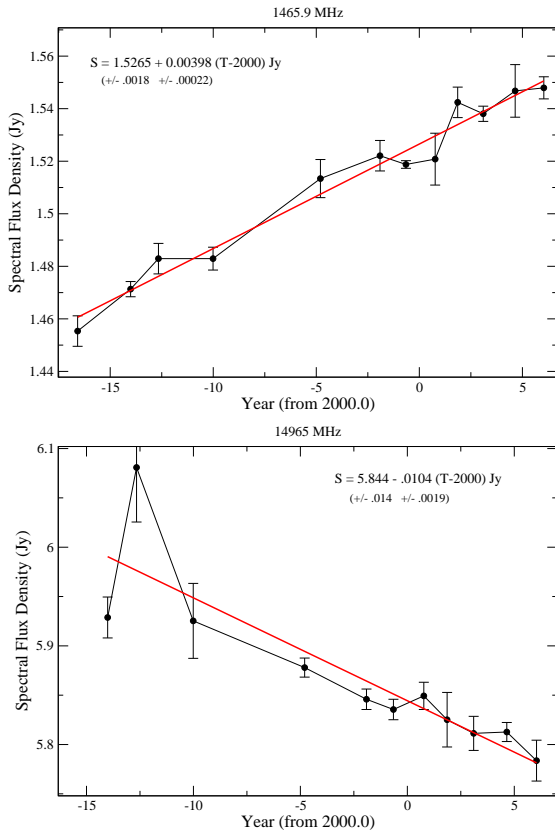 1465.9 MHz
1.56
S = 1.5265 + 0.00398 (T-2000) Jy
(+/- .0018 +/- .00022)
1.54
1.52
1.5
1.48
1.46
1.44
Spectral Flux Density (Jy)
-15 -10 -5 0 5
Year (from 2000.0)
14965 MHz
6.1
S = 5.844 - .0104 (T-2000) Jy
(+/- .014 +/- .0019)
6
5.9
5.8
Spectral Flux Density (Jy)
-15 -10 -5 0 5
Year (from 2000.0)